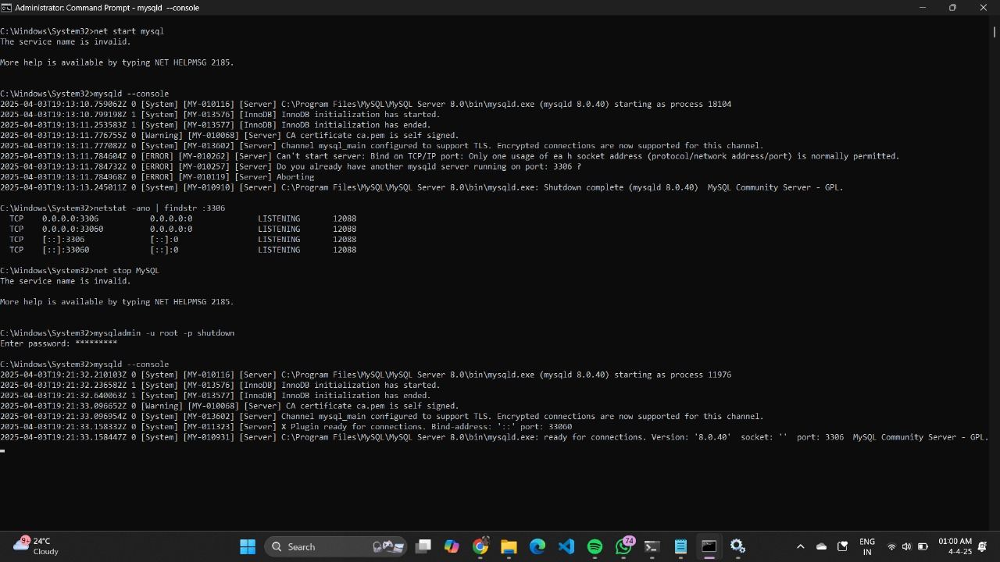 Administrator: Command Prompt - mysqld  --console
C:\Windows\System32>net start mysql
The service name is invalid.
More help is available by typing NET HELPMSG 2185.
C:\Windows\System32>mysqld --console
2025-04-03T19:13:10.759062Z 0 [System] [MY-010116] [Server] C:\Program Files\MySQL\MySQL Server 8.0\bin\mysqld.exe (mysqld 8.0.40) starting as process 18104
2025-04-03T19:13:10.799198Z 1 [System] [MY-013576] [InnoDB] InnoDB initialization has started.
2025-04-03T19:13:11.253583Z 1 [System] [MY-013577] [InnoDB] InnoDB initialization has ended.
2025-04-03T19:13:11.776755Z 0 [Warning] [MY-010068] [Server] CA certificate ca.pem is self signed.
2025-04-03T19:13:11.777082Z 0 [System] [MY-013602] [Server] Channel mysql_main configured to support TLS. Encrypted connections are now supported for this channel.
2025-04-03T19:13:11.784604Z 0 [ERROR] [MY-010262] [Server] Can't start server: Bind on TCP/IP port: Only one usage of ea h socket address (protocol/network address/port) is normally permitted.
2025-04-03T19:13:11.784732Z 0 [ERROR] [MY-010257] [Server] Do you already have another mysqld server running on port: 3306 ?
2025-04-03T19:13:11.784968Z 0 [ERROR] [MY-010119] [Server] Aborting
2025-04-03T19:13:13.245011Z 0 [System] [MY-010910] [Server] C:\Program Files\MySQL\MySQL Server 8.0\bin\mysqld.exe: Shutdown complete (mysqld 8.0.40)  MySQL Community Server - GPL.
C:\Windows\System32>netstat -ano | findstr :3306
TCP    0.0.0.0:3306           0.0.0.0:0              LISTENING       12088
TCP    0.0.0.0:33060          0.0.0.0:0              LISTENING       12088
TCP    [::]:3306              [::]:0                 LISTENING       12088
TCP    [::]:33060             [::]:0                 LISTENING       12088
C:\Windows\System32>net stop MySQL
The service name is invalid.
More help is available by typing NET HELPMSG 2185.
C:\Windows\System32>mysqladmin -u root -p shutdown
Enter password: *********
C:\Windows\System32>mysqld --console
2025-04-03T19:21:32.210103Z 0 [System] [MY-010116] [Server] C:\Program Files\MySQL\MySQL Server 8.0\bin\mysqld.exe (mysqld 8.0.40) starting as process 11976
2025-04-03T19:21:32.236582Z 1 [System] [MY-013576] [InnoDB] InnoDB initialization has started.
2025-04-03T19:21:32.640063Z 1 [System] [MY-013577] [InnoDB] InnoDB initialization has ended.
2025-04-03T19:21:33.096652Z 0 [Warning] [MY-010068] [Server] CA certificate ca.pem is self signed.
2025-04-03T19:21:33.096954Z 0 [System] [MY-013602] [Server] Channel mysql_main configured to support TLS. Encrypted connections are now supported for this channel.
2025-04-03T19:21:33.158332Z 0 [System] [MY-011323] [Server] X Plugin ready for connections. Bind-address: '::' port: 33060
2025-04-03T19:21:33.158447Z 0 [System] [MY-010931] [Server] C:\Program Files\MySQL\MySQL Server 8.0\bin\mysqld.exe: ready for connections. Version: '8.0.40'  socket: ''  port: 3306  MySQL Community Server - GPL.
9+
24°C
Cloudy
Search
74
ENG
IN
01:00 AM
4-4-25